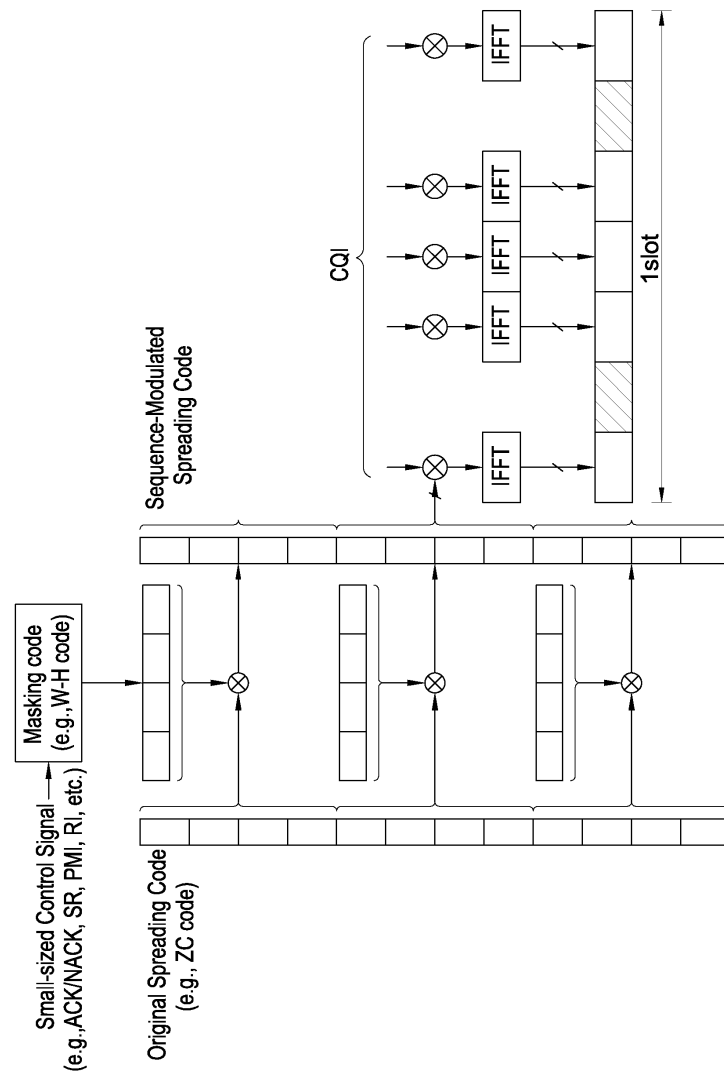 Small-sized Control Signal
(e.g.,ACK/NACK, SR, PMI, RI, etc.)
Masking code
(e.g.,W-H code)
Original Spreading Code
(e.g., ZC code)
Sequence-Modulated
Spreading Code
CQI
IFFT
IFFT
IFFT
IFFT
IFFT
1slot